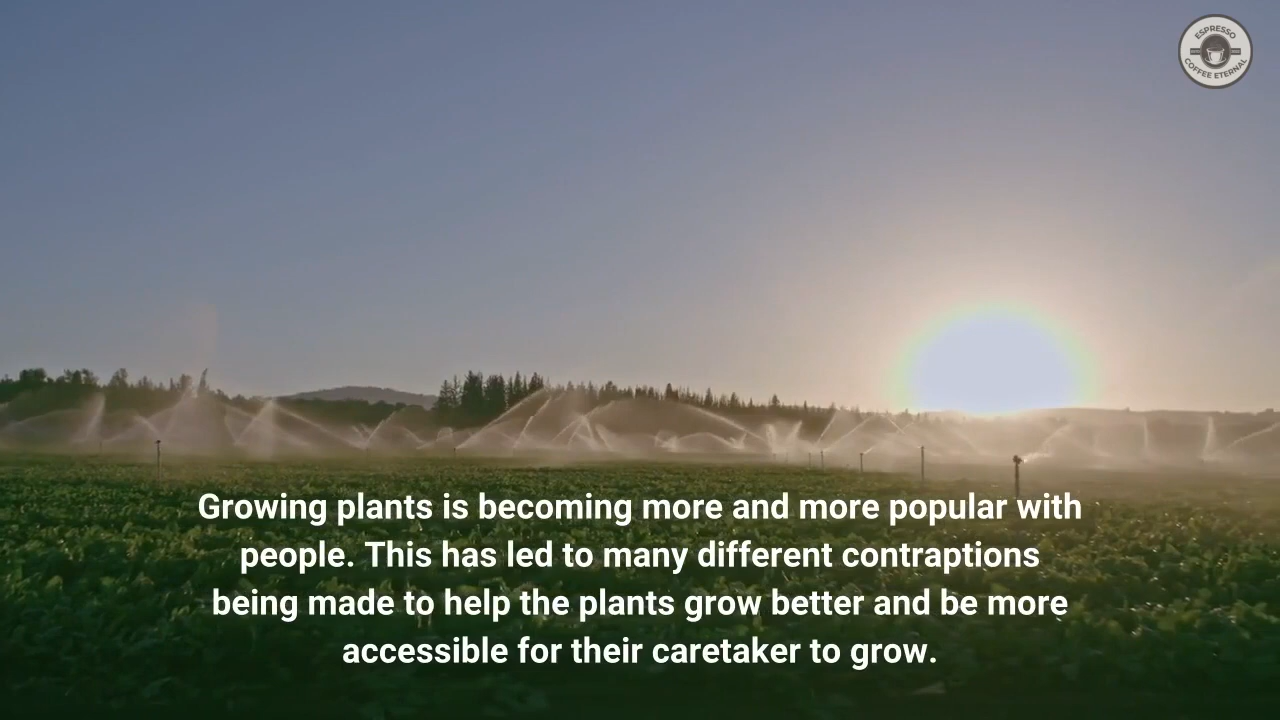 ESPRESSO
COFFEE ETERNAL
Growing plants is becoming more and more popular with
people. This has led to many different contraptions
being made to help the plants grow better and be more
accessible for their caretaker to grow.